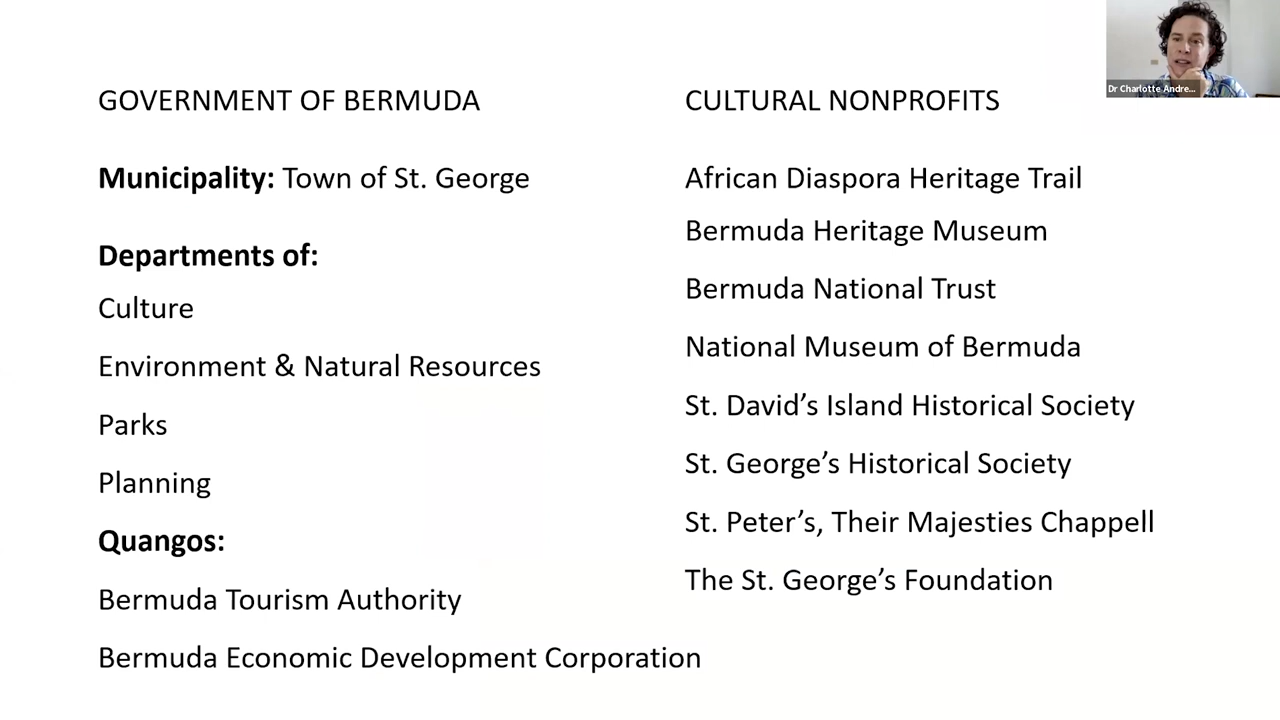 GOVERNMENT OF BERMUDA
Municipality: Town of St. George
Departments of:
Culture
Environment & Natural Resources
Parks
Planning
Quangos:
Bermuda Tourism Authority
Bermuda Economic Development Corporation
CULTURAL NONPROFITS
African Diaspora Heritage Trail
Bermuda Heritage Museum
Bermuda National Trust
National Museum of Bermuda
St. David’s Island Historical Society
St. George’s Historical Society
St. Peter’s, Their Majesties Chappell
The St. George’s Foundation
Dr Charlotte Andre...